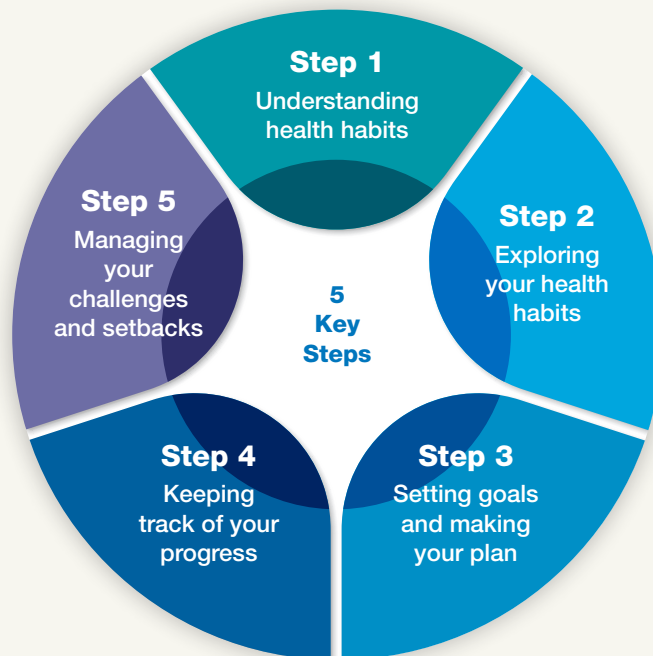 Step 1
Understanding
health habits
Step 2
Exploring
your health
habits
Step 3
Setting goals
and making
your plan
Step 4
Keeping
track of your
progress
Step 5
Managing
your
challenges
and setbacks
5
Key
Steps